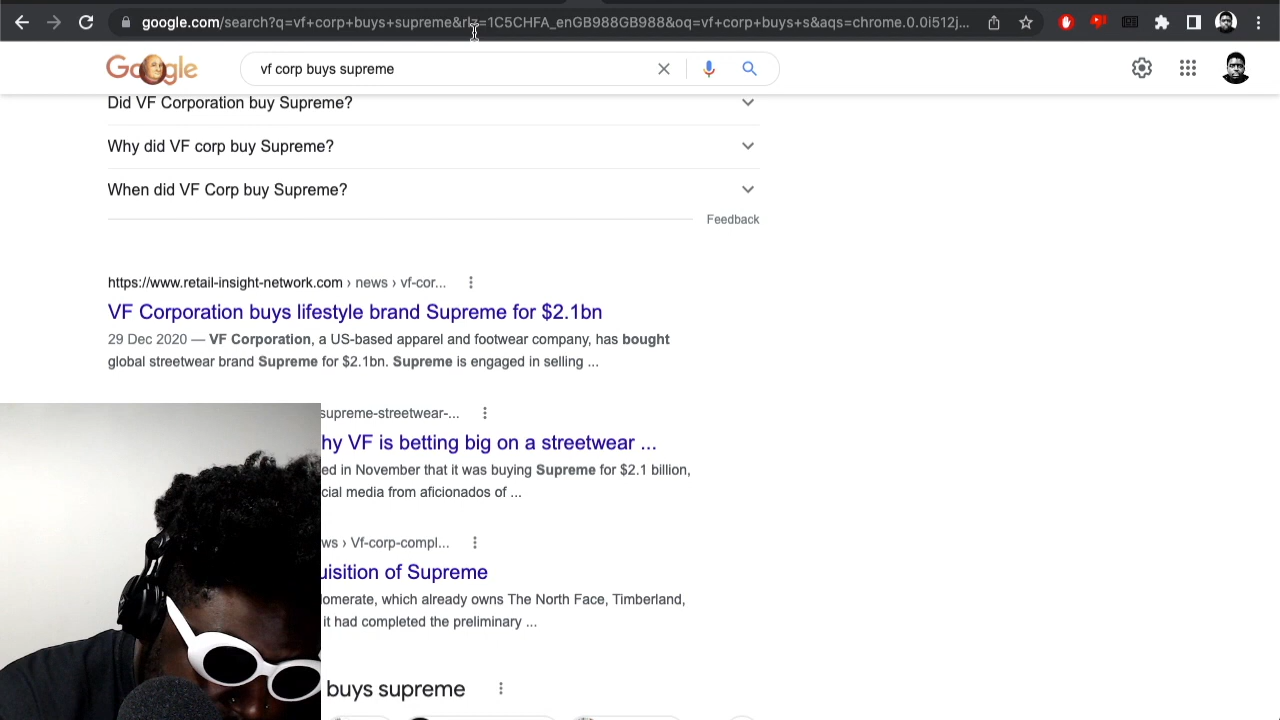 google.com/search?q=vf+corp+buys+supreme&rlz=1C5CHFA_enGB988GB988&oq=vf+corp+buys+s&aqs=chrome.0.0i512j...
Google
vf corp buys supreme
Did VF Corporation buy Supreme?
Why did VF corp buy Supreme?
When did VF Corp buy Supreme?
Feedback
https://www.retail-insight-network.com › news › vf-cor...
VF Corporation buys lifestyle brand Supreme for $2.1bn
29 Dec 2020 — VF Corporation, a US-based apparel and footwear company, has bought
global streetwear brand Supreme for $2.1bn. Supreme is engaged in selling ...
supreme-streetwear-...
hy VF is betting big on a streetwear ...
ed in November that it was buying Supreme for $2.1 billion,
cial media from aficionados of ...
ws › Vf-corp-compl...
uisition of Supreme
lomerate, which already owns The North Face, Timberland,
it had completed the preliminary ...
buys supreme